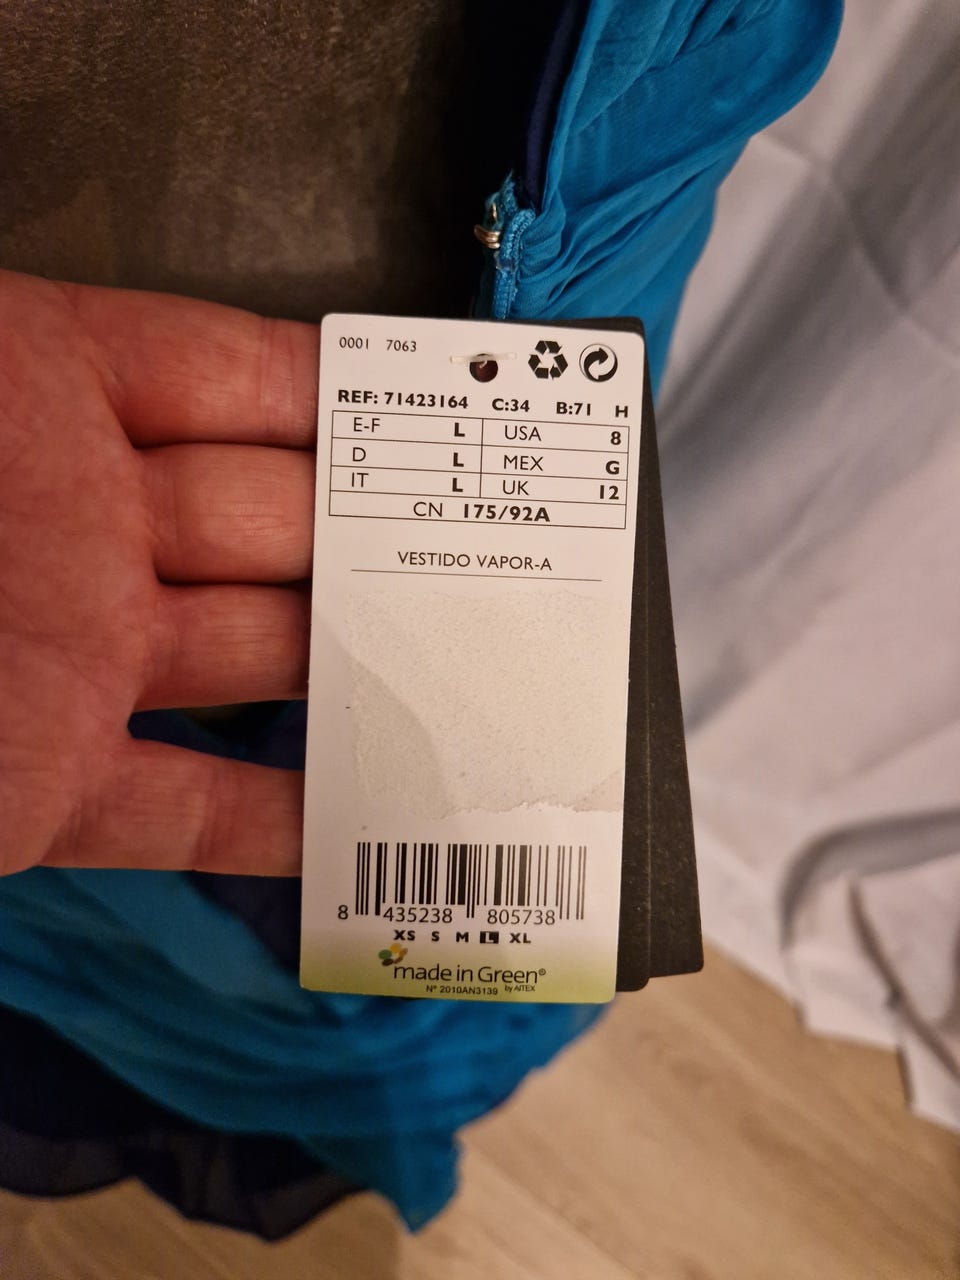 0001 7063
REF: 71423164 C:34 B:71 H
E-F L USA 8
D L MEX G
IT L UK 12
CN 175/92A
VESTIDO VAPOR-A
8 435238 805738
XS S M L XL
made in Green®
Nº 2010AN3139 by AITEX